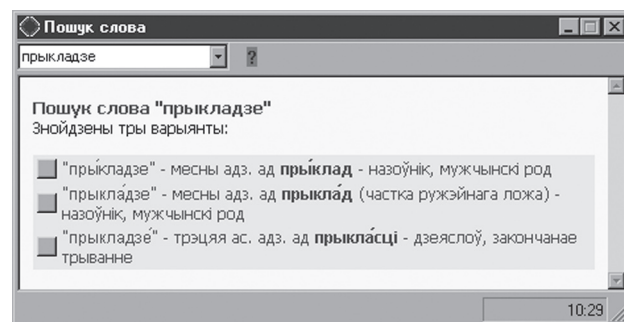 Пошук слова
прыкладзе
?
Пошук слова "прыкладзе"
Знойдзены тры варыянты:
"пры́кладзе" - месны адз. ад пры́клад - назоўнік, мужчынскі род
"прыкла́дзе" - месны адз. ад прыкла́д (частка ружэйнага ложа) -
назоўнік, мужчынскі род
"прыкладзе́" - трэцяя ас. адз. ад прыкла́сці - дзеяслоў, закончанае
трыванне
10:29